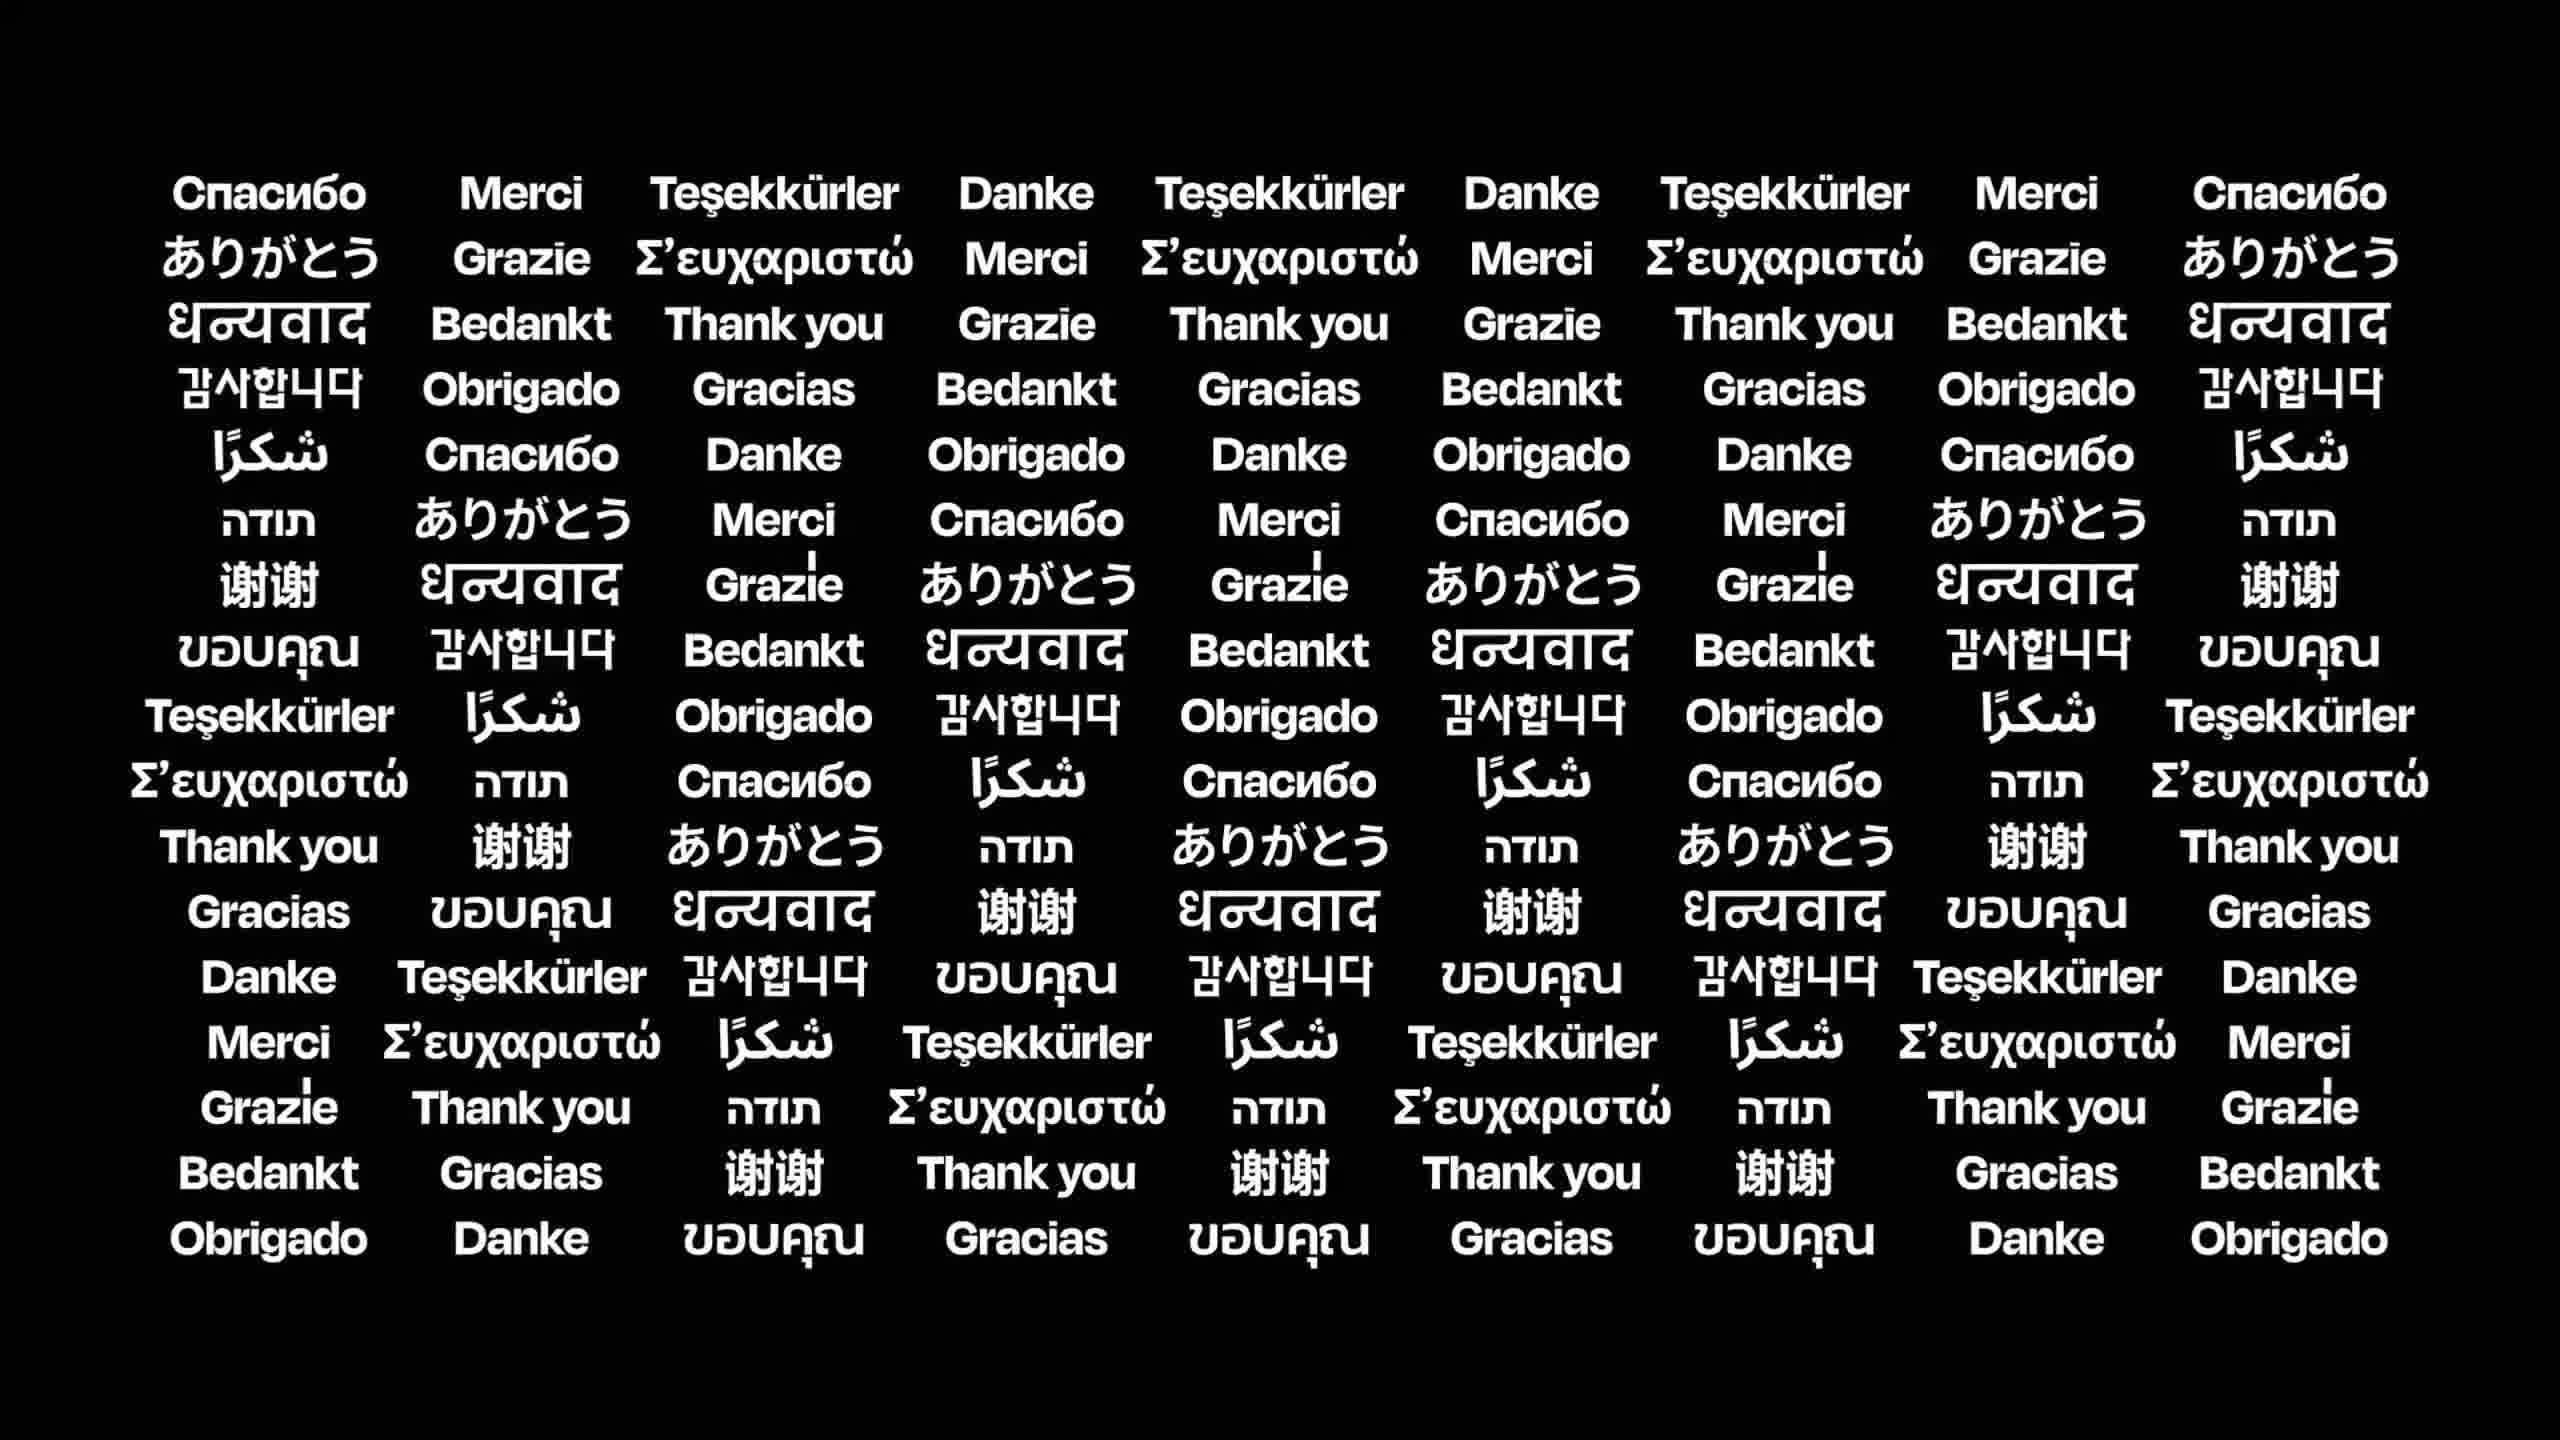 Спасибо Merci Teşekkürler Danke Teşekkürler Danke Teşekkürler Merci Спасибо
ありがとう Grazie Σ’ευχαριστώ Merci Σ’ευχαριστώ Merci Σ’ευχαριστώ Grazie ありがとう
धन्यवाद Bedankt Thank you Grazie Thank you Grazie Thank you Bedankt धन्यवाद
감사합니다 Obrigado Gracias Bedankt Gracias Bedankt Gracias Obrigado 감사합니다
شكرًا Спасибо Danke Obrigado Danke Obrigado Danke Спасибо شكرًا
תודה ありがとう Merci Спасибо Merci Спасибо Merci ありがとう תודה
谢谢 धन्यवाद Grazie ありがとう Grazie ありがとう Grazie धन्यवाद 谢谢
ขอบคุณ 감사합니다 Bedankt धन्यवाद Bedankt धन्यवाद Bedankt 감사합니다 ขอบคุณ
Teşekkürler شكرًا Obrigado 감사합니다 Obrigado 감사합니다 Obrigado شكرًا Teşekkürler
Σ’ευχαριστώ תודה Спасибо شكرًا Спасибо شكرًا Спасибо תודה Σ’ευχαριστώ
Thank you 谢谢 ありがとう תודה ありがとう תודה ありがとう 谢谢 Thank you
Gracias ขอบคุณ धन्यवाद 谢谢 धन्यवाद 谢谢 धन्यवाद ขอบคุณ Gracias
Danke Teşekkürler 감사합니다 ขอบคุณ 감사합니다 ขอบคุณ 감사합니다 Teşekkürler Danke
Merci Σ’ευχαριστώ شكرًا Teşekkürler شكرًا Teşekkürler شكرًا Σ’ευχαριστώ Merci
Grazie Thank you תודה Σ’ευχαριστώ תודה Σ’ευχαριστώ תודה Thank you Grazie
Bedankt Gracias 谢谢 Thank you 谢谢 Thank you 谢谢 Gracias Bedankt
Obrigado Danke ขอบคุณ Gracias ขอบคุณ Gracias ขอบคุณ Danke Obrigado